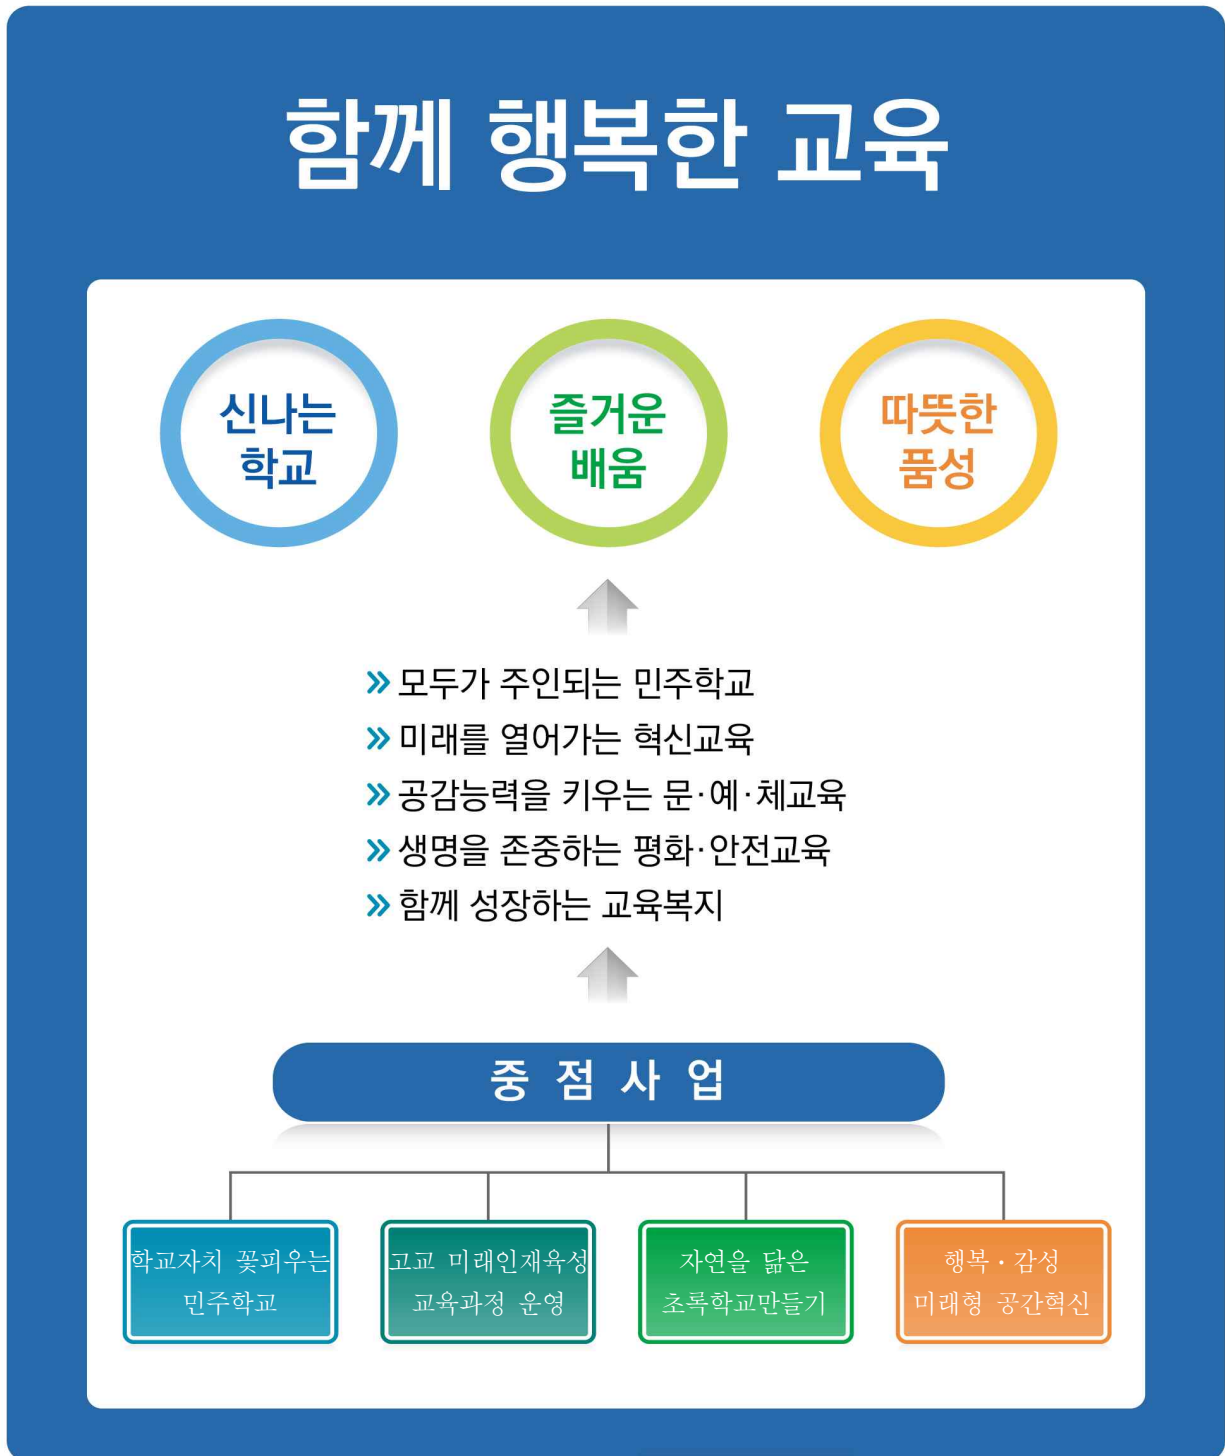 함께 행복한 교육
신나는
학교
즐거운
배움
따뜻한
품성
» 모두가 주인되는 민주학교
» 미래를 열어가는 혁신교육
» 공감능력을 키우는 문·예·체교육
» 생명을 존중하는 평화·안전교육
» 함께 성장하는 교육복지
중 점 사 업
학교자치 꽃피우는
민주학교
고교 미래인재육성
교육과정 운영
자연을 닮은
초록학교만들기
행복·감성
미래형 공간혁신